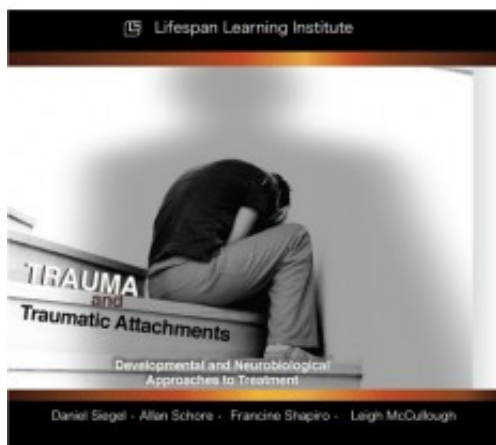 Lifespan Learning Institute
TRAUMA
and
Traumatic Attachments
Developmental and Neurobiological
Approaches to Treatment
Daniel Siegel - Allan Schore - Francine Shapiro - Leigh McCullough